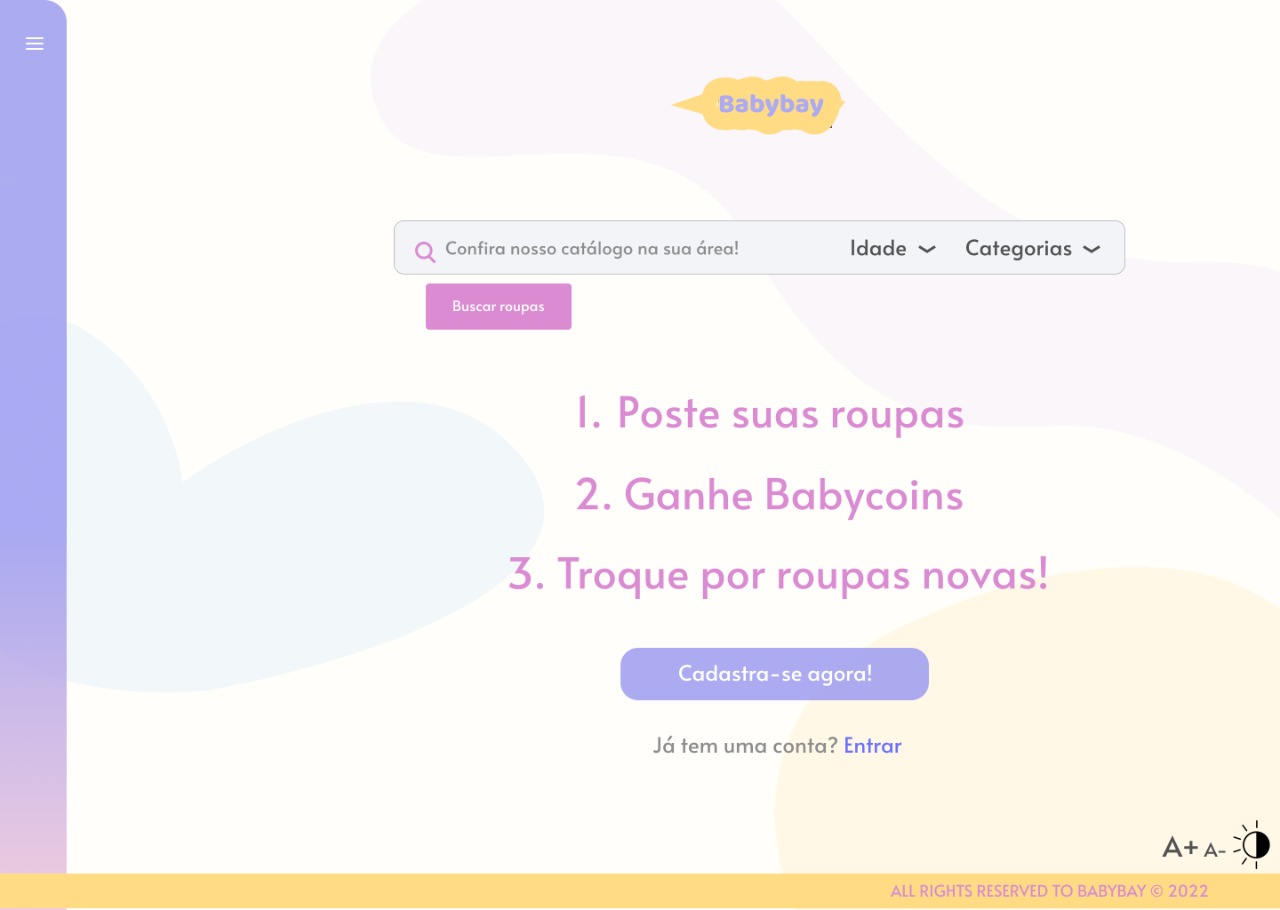 Babybay
Confira nosso catálogo na sua área! Idade Categorias
Buscar roupas
1. Poste suas roupas
2. Ganhe Babycoins
3. Troque por roupas novas!
Cadastra-se agora!
Já tem uma conta? Entrar
A+ A-
ALL RIGHTS RESERVED TO BABYBAY © 2022